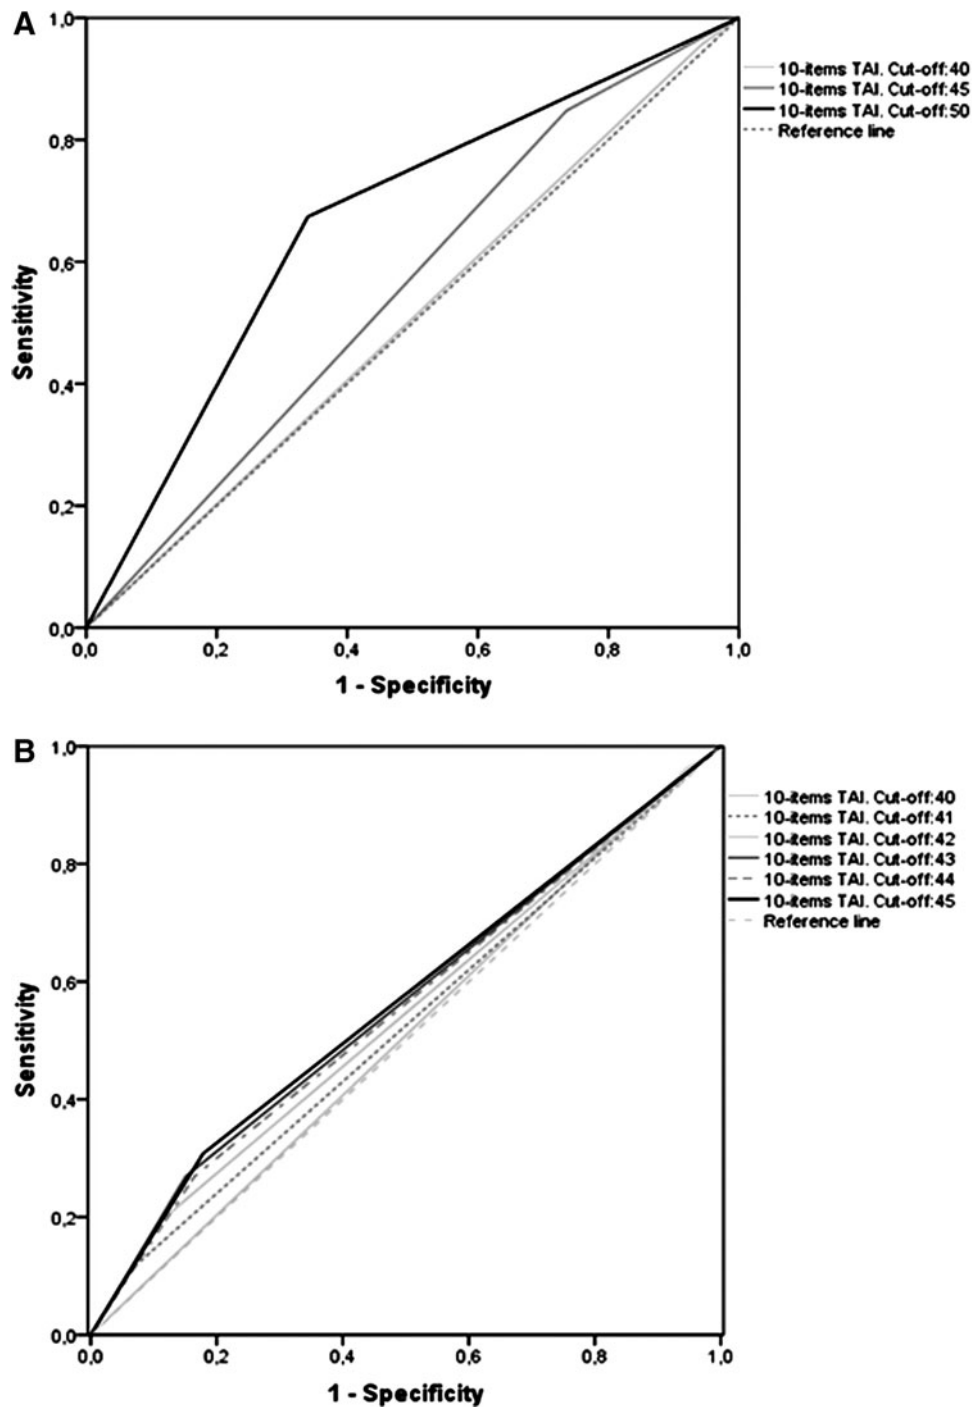 A
1,0
0,8
0,6
0,4
0,2
0,0
Sensitivity
0,0 0,2 0,4 0,6 0,8 1,0
1 - Specificity
10-items TAI. Cut-off:40
10-items TAI. Cut-off:45
10-items TAI. Cut-off:50
Reference line
B
1,0
0,8
0,6
0,4
0,2
0,0
Sensitivity
0,0 0,2 0,4 0,6 0,8 1,0
1 - Specificity
10-items TAI. Cut-off:40
10-items TAI. Cut-off:41
10-items TAI. Cut-off:42
10-items TAI. Cut-off:43
10-items TAI. Cut-off:44
10-items TAI. Cut-off:45
Reference line